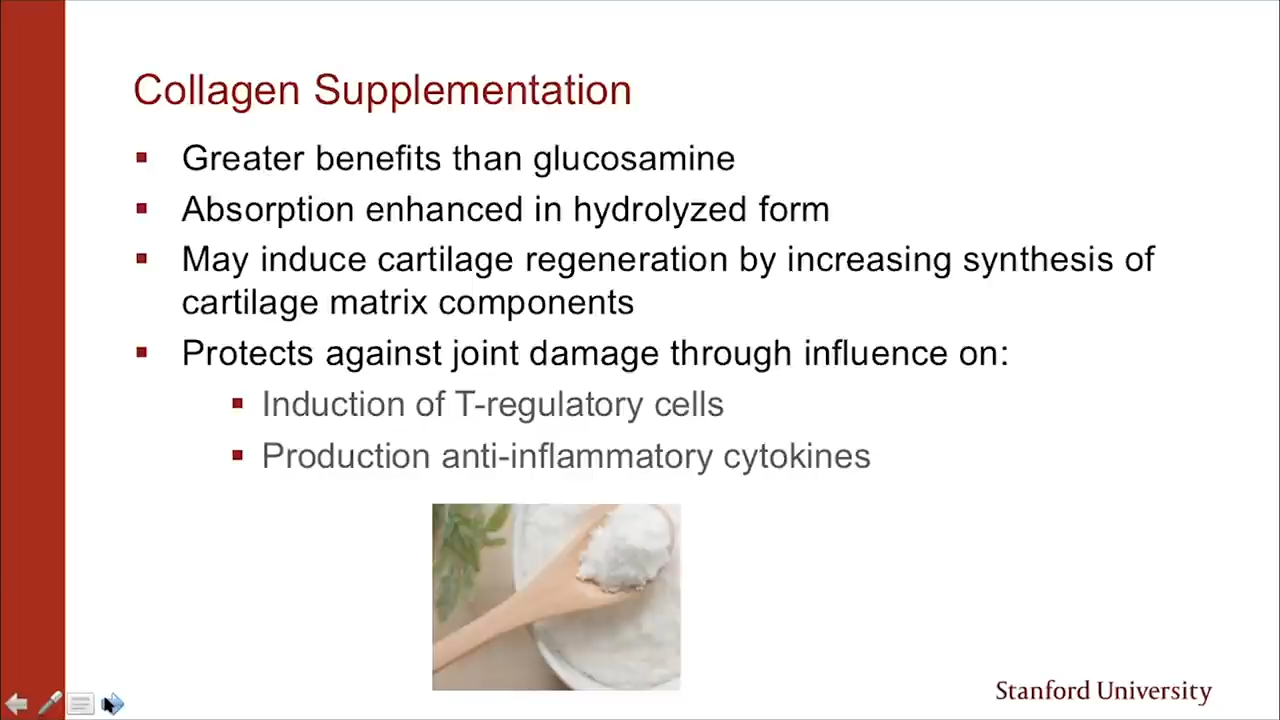 Collagen Supplementation
Greater benefits than glucosamine
Absorption enhanced in hydrolyzed form
May induce cartilage regeneration by increasing synthesis of
cartilage matrix components
Protects against joint damage through influence on:
Induction of T-regulatory cells
Production anti-inflammatory cytokines
Stanford University